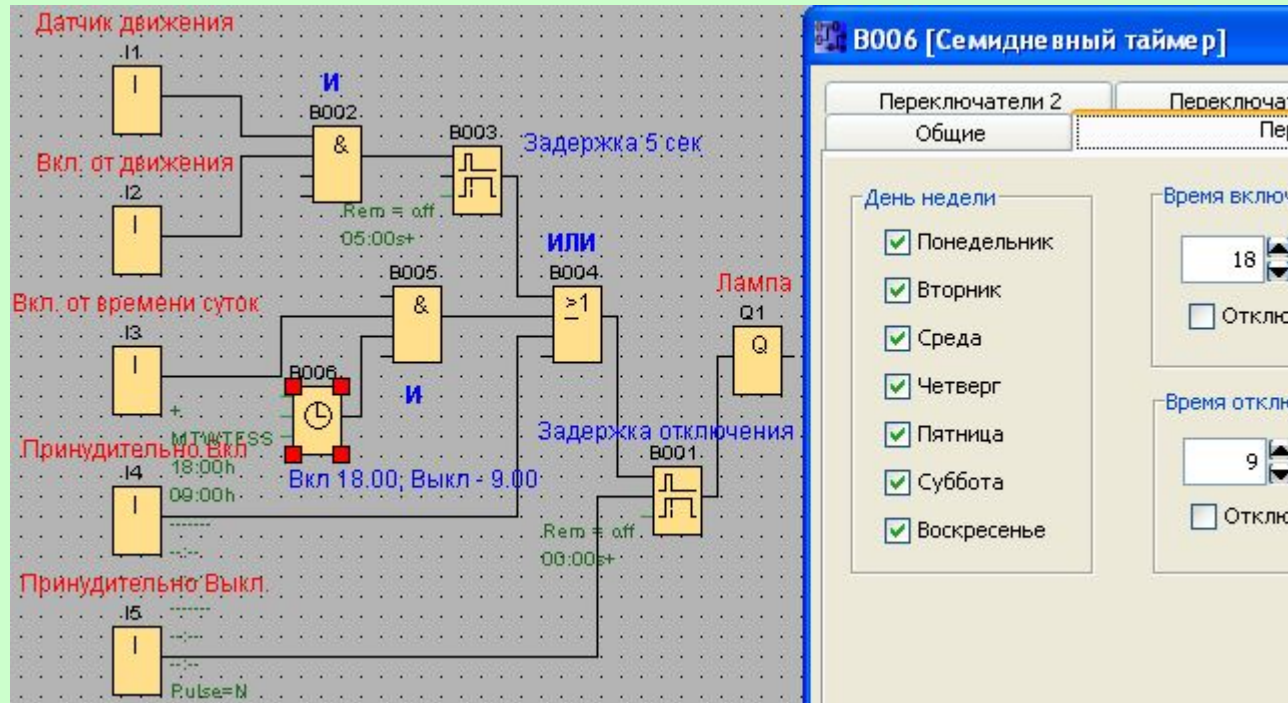 Датчик движения
I1
I
И
B002
&
B003
Задержка 5 сек
Вкл. от движения
I2
I
Rem = off
05:00s+
ИЛИ
B005
&
B004
≥1
Лампа
Q1
Q
Вкл. от времени суток
I3
I
B006
И
+
MTWTFSS
18:00h
09:00h
Принудительно Вкл
I4
I
Вкл 18.00; Выкл - 9.00
Задержка отключения
B001
Rem = off
00:00s+
------
--:--
Принудительно Выкл.
I5
I
------
--:--
--:--
Pulse=N
B006 [Семидневный таймер]
Переключатели 2
Общие
День недели
Понедельник
Вторник
Среда
Четверг
Пятница
Суббота
Воскресенье
18
9